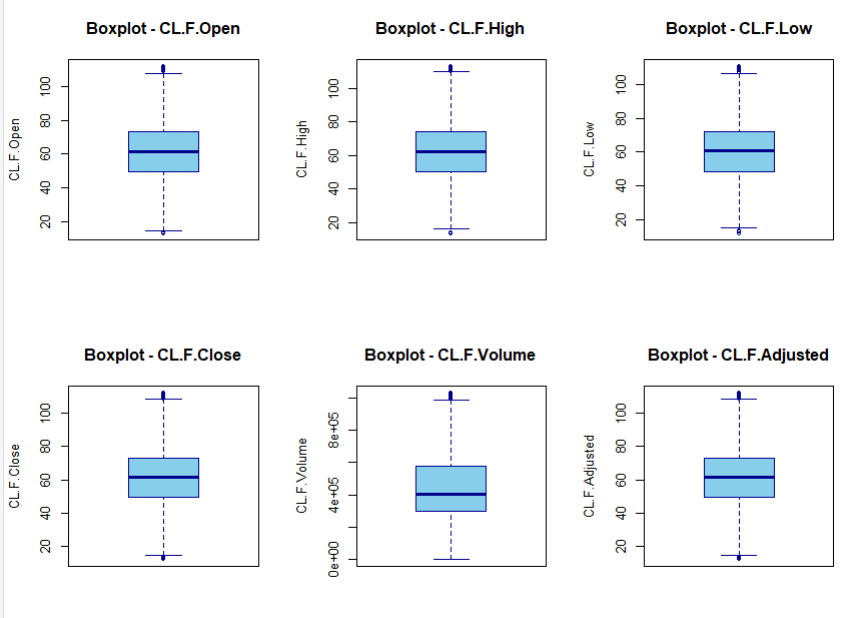 Boxplot - CL.F.Open
CL.F.Open
20
40
60
80
100
Boxplot - CL.F.High
CL.F.High
20
40
60
80
100
Boxplot - CL.F.Low
CL.F.Low
20
40
60
80
100
Boxplot - CL.F.Close
CL.F.Close
20
40
60
80
100
Boxplot - CL.F.Volume
CL.F.Volume
0e+00
4e+05
8e+05
Boxplot - CL.F.Adjusted
CL.F.Adjusted
20
40
60
80
100